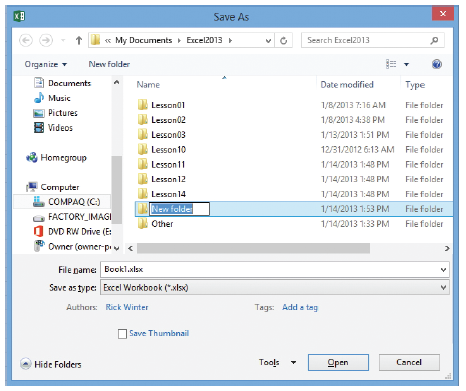 Save As
« My Documents ▸ Excel2013 ▸
Search Excel2013
Organize
New folder
Documents
Music
Pictures
Videos
Homegroup
Computer
COMPAQ (C:)
FACTORY_IMAG
DVD RW Drive (E:)
Owner (owner-p
Name Date modified Type
Lesson01 1/8/2013 7:16 AM File folder
Lesson02 1/8/2013 4:38 PM File folder
Lesson03 1/13/2013 1:51 PM File folder
Lesson10 12/31/2012 6:13 AM File folder
Lesson11 1/14/2013 1:48 PM File folder
Lesson12 1/14/2013 1:48 PM File folder
Lesson14 1/14/2013 1:48 PM File folder
New folder 1/14/2013 1:53 PM File folder
Other 1/14/2013 1:33 PM File folder
File name: Book1.xlsx
Save as type: Excel Workbook (*.xlsx)
Authors: Rick Winter Tags: Add a tag
Save Thumbnail
Hide Folders Tools Open Cancel